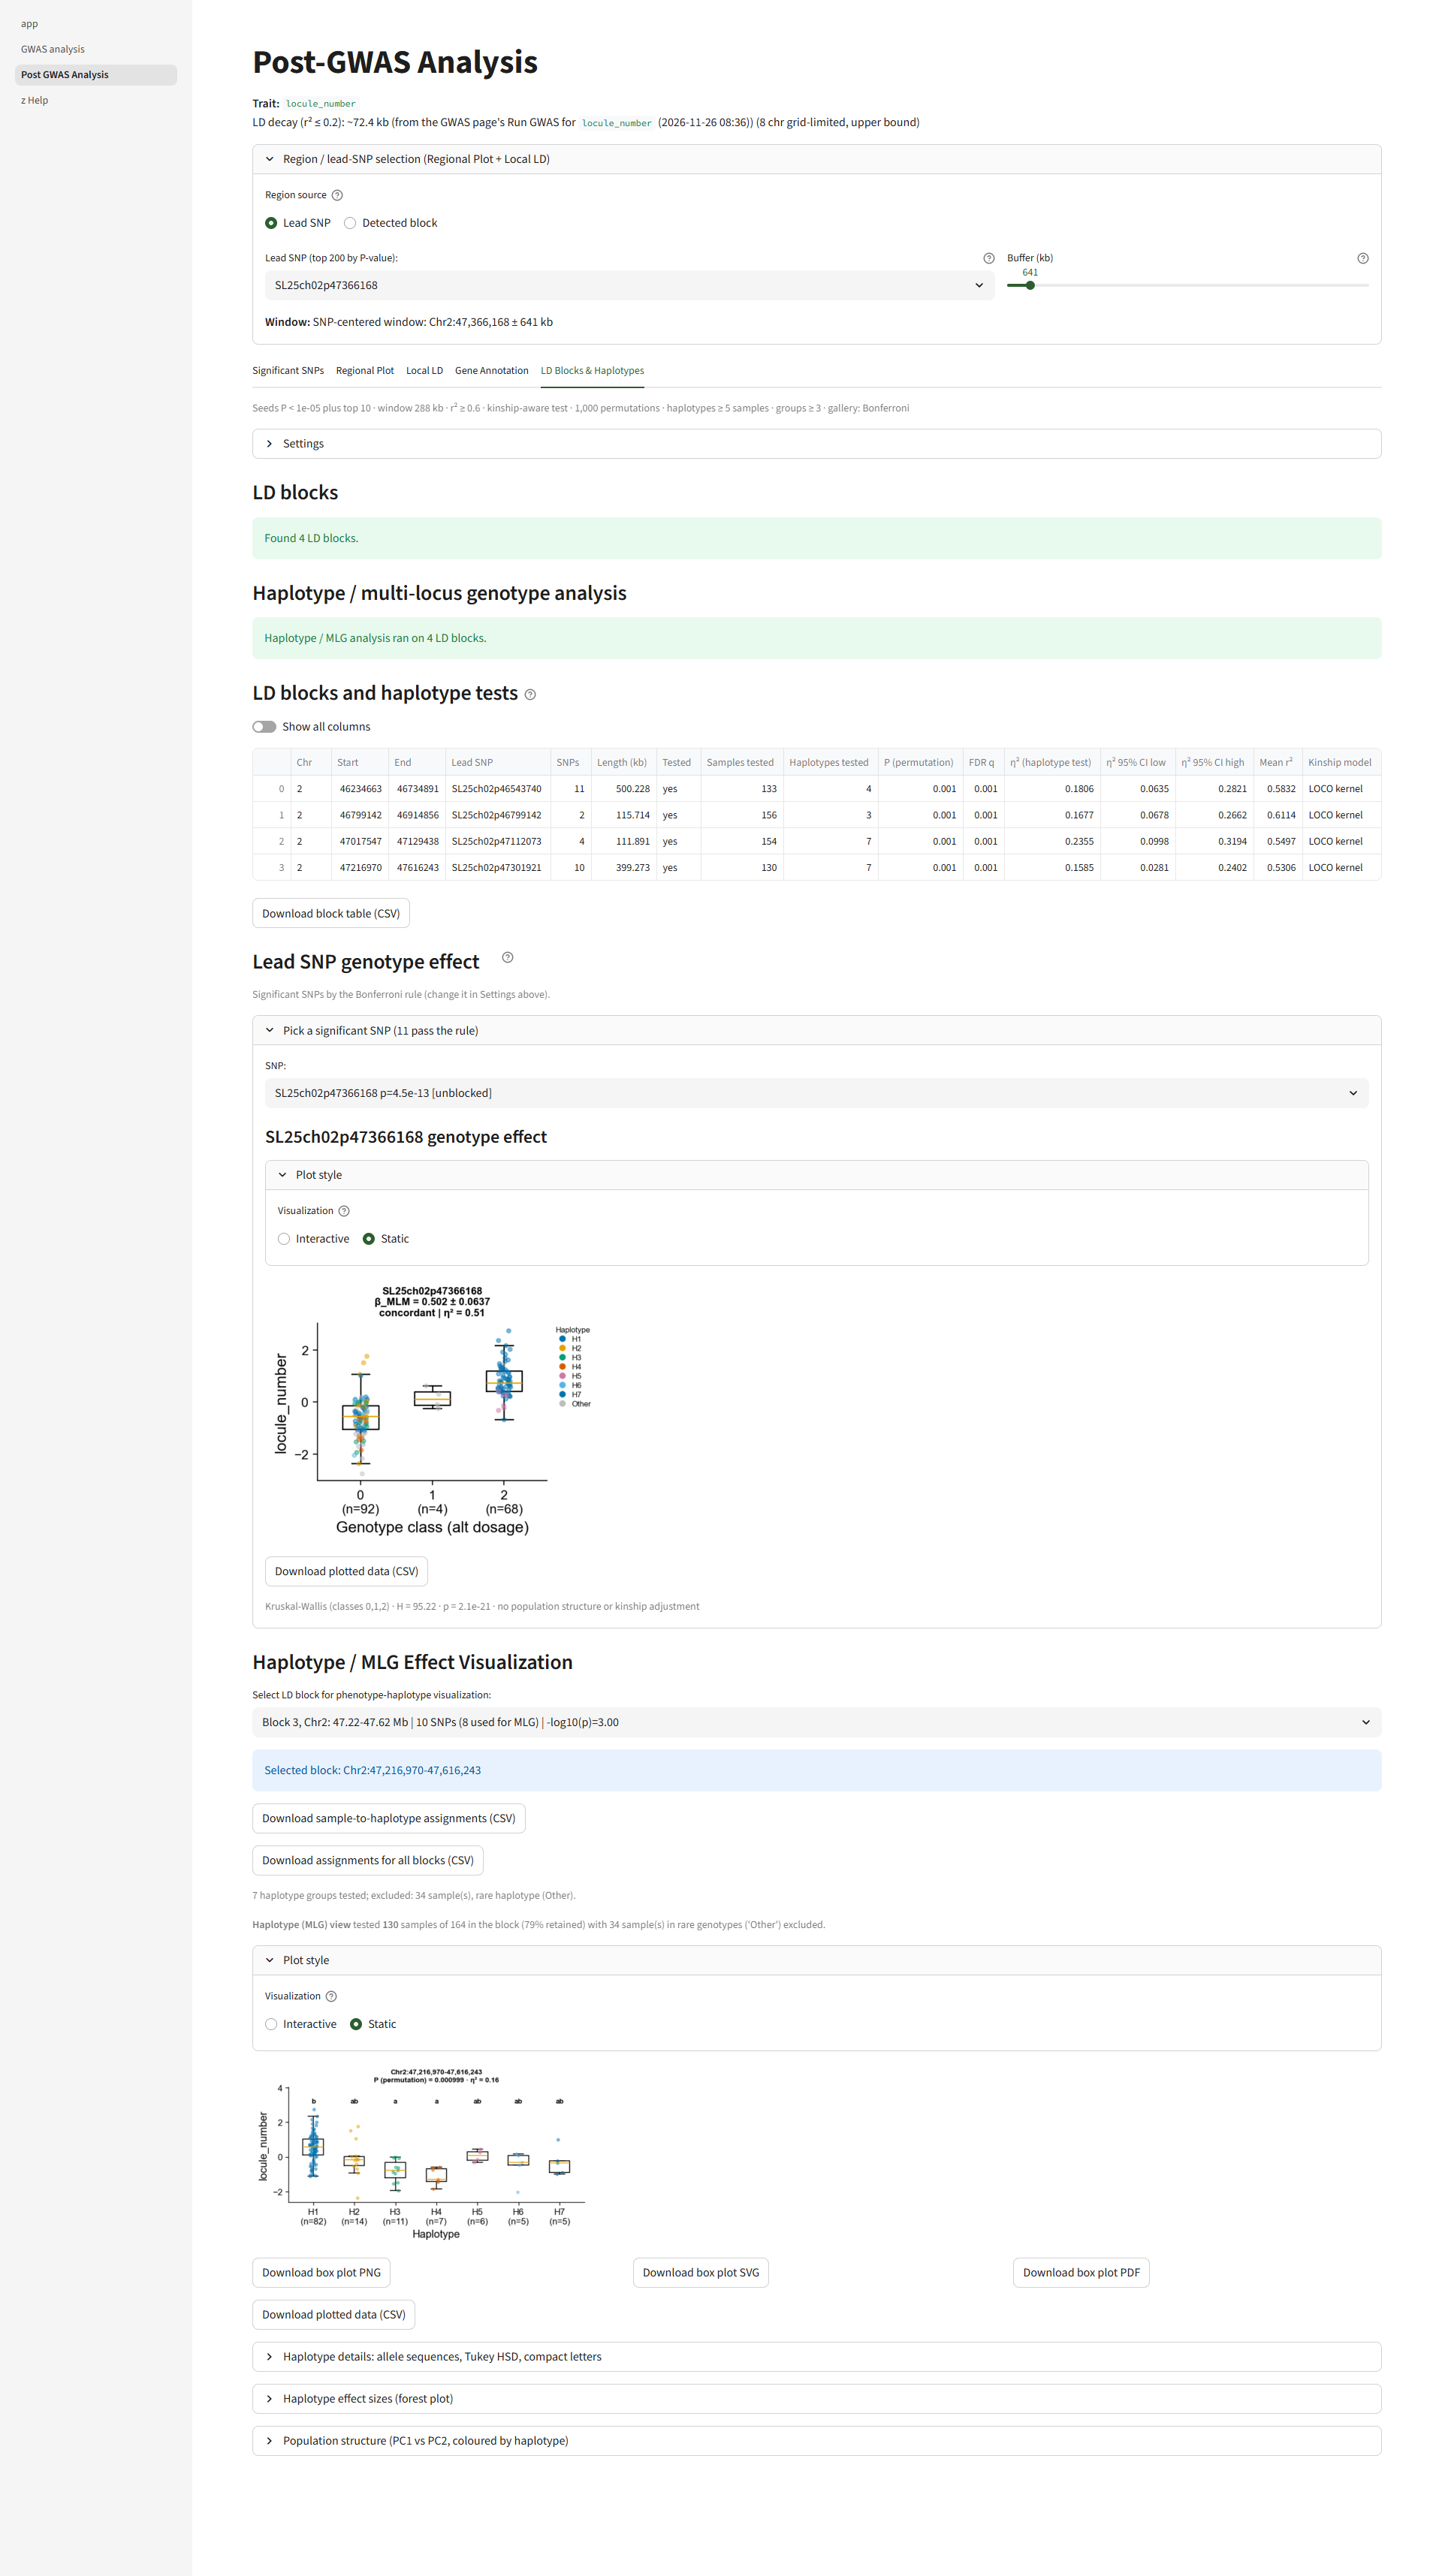 app
GWAS analysis
Post GWAS Analysis
z Help
Post-GWAS Analysis
Trait: locule_number
LD decay (r² ≤ 0.2): ~72.4 kb (from the GWAS page's Run GWAS for locule_number (2026-11-26 08:36)) (8 chr grid-limited, upper bound)
Region / lead-SNP selection (Regional Plot + Local LD)
Region source
Lead SNP Detected block
Lead SNP (top 200 by P-value):
SL25ch02p47366168
Buffer (kb)
641
Window: SNP-centered window: Chr2:47,366,168 ± 641 kb
Significant SNPs Regional Plot Local LD Gene Annotation LD Blocks & Haplotypes
Seeds P < 1e-05 plus top 10 · window 288 kb · r² ≥ 0.6 · kinship-aware test · 1,000 permutations · haplotypes ≥ 5 samples · groups ≥ 3 · gallery: Bonferroni
Settings
LD blocks
Found 4 LD blocks.
Haplotype / multi-locus genotype analysis
Haplotype / MLG analysis ran on 4 LD blocks.
LD blocks and haplotype tests
Show all columns
Chr Start End Lead SNP SNPs Length (kb) Tested Samples tested Haplotypes tested P (permutation) FDR q η² (haplotype test) η² 95% CI low η² 95% CI high Mean r² Kinship model
0 2 46234663 46734891 SL25ch02p46543740 11 500.228 yes 133 4 0.001 0.001 0.1806 0.0635 0.2821 0.5832 LOCO kernel
1 2 46799142 46914856 SL25ch02p46799142 2 115.714 yes 156 3 0.001 0.001 0.1677 0.0678 0.2662 0.6114 LOCO kernel
2 2 47017547 47129438 SL25ch02p47112073 4 111.891 yes 154 7 0.001 0.001 0.2355 0.0998 0.3194 0.5497 LOCO kernel
3 2 47216970 47616243 SL25ch02p47301921 10 399.273 yes 130 7 0.001 0.001 0.1585 0.0281 0.2402 0.5306 LOCO kernel
Download block table (CSV)
Lead SNP genotype effect
Significant SNPs by the Bonferroni rule (change it in Settings above).
Pick a significant SNP (11 pass the rule)
SNP:
SL25ch02p47366168 p=4.5e-13 [unblocked]
SL25ch02p47366168 genotype effect
Plot style
Visualization
Interactive Static
SL25ch02p47366168
β_MLM = 0.502 ± 0.0637
concordant | η² = 0.51
locule_number
2
0
−2
0 1 2
(n=92) (n=4) (n=68)
Genotype class (alt dosage)
Haplotype
H1
H2
H3
H4
H5
H6
H7
Other
Download plotted data (CSV)
Kruskal-Wallis (classes 0,1,2) · H = 95.22 · p = 2.1e-21 · no population structure or kinship adjustment
Haplotype / MLG Effect Visualization
Select LD block for phenotype-haplotype visualization:
Block 3, Chr2: 47.22-47.62 Mb | 10 SNPs (8 used for MLG) | -log10(p)=3.00
Selected block: Chr2:47,216,970-47,616,243
Download sample-to-haplotype assignments (CSV)
Download assignments for all blocks (CSV)
7 haplotype groups tested; excluded: 34 sample(s), rare haplotype (Other).
Haplotype (MLG) view tested 130 samples of 164 in the block (79% retained) with 34 sample(s) in rare genotypes ('Other') excluded.
Plot style
Visualization
Interactive Static
Chr2:47,216,970-47,616,243
P (permutation) = 0.000999 · η² = 0.16
locule_number
4
2
0
−2
b ab a a ab ab ab
H1 H2 H3 H4 H5 H6 H7
(n=82) (n=14) (n=11) (n=7) (n=6) (n=5) (n=5)
Haplotype
Download box plot PNG Download box plot SVG Download box plot PDF
Download plotted data (CSV)
Haplotype details: allele sequences, Tukey HSD, compact letters
Haplotype effect sizes (forest plot)
Population structure (PC1 vs PC2, coloured by haplotype)